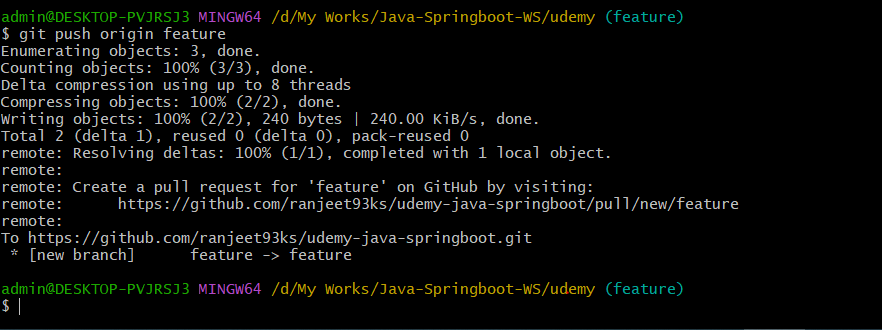 admin@DESKTOP-PVJRSJ3 MINGW64 /d/My Works/Java-Springboot-WS/udemy (feature)
$ git push origin feature
Enumerating objects: 3, done.
Counting objects: 100% (3/3), done.
Delta compression using up to 8 threads
Compressing objects: 100% (2/2), done.
Writing objects: 100% (2/2), 240 bytes | 240.00 KiB/s, done.
Total 2 (delta 1), reused 0 (delta 0), pack-reused 0
remote: Resolving deltas: 100% (1/1), completed with 1 local object.
remote:
remote: Create a pull request for 'feature' on GitHub by visiting:
remote:      https://github.com/ranjeet93ks/udemy-java-springboot/pull/new/feature
remote:
To https://github.com/ranjeet93ks/udemy-java-springboot.git
 * [new branch]      feature -> feature
admin@DESKTOP-PVJRSJ3 MINGW64 /d/My Works/Java-Springboot-WS/udemy (feature)
$